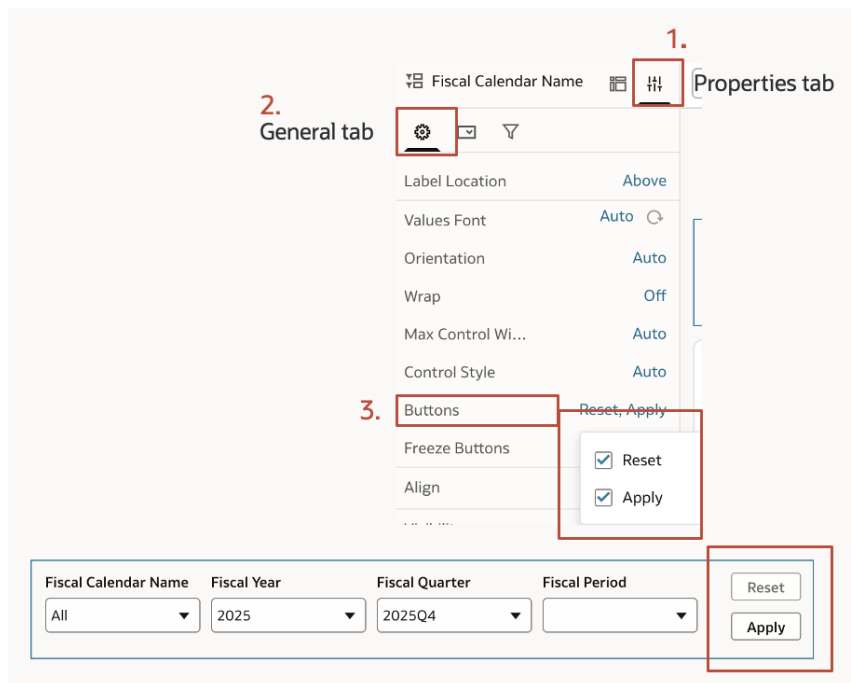 1.
Fiscal Calendar Name
Properties tab
2.
General tab
Label Location Above
Values Font Auto
Orientation Auto
Wrap Off
Max Control Wi... Auto
Control Style Auto
3.
Buttons Reset, Apply
Freeze Buttons
Reset
Align
Apply
Fiscal Calendar Name Fiscal Year Fiscal Quarter Fiscal Period
All 2025 2025Q4
Reset
Apply